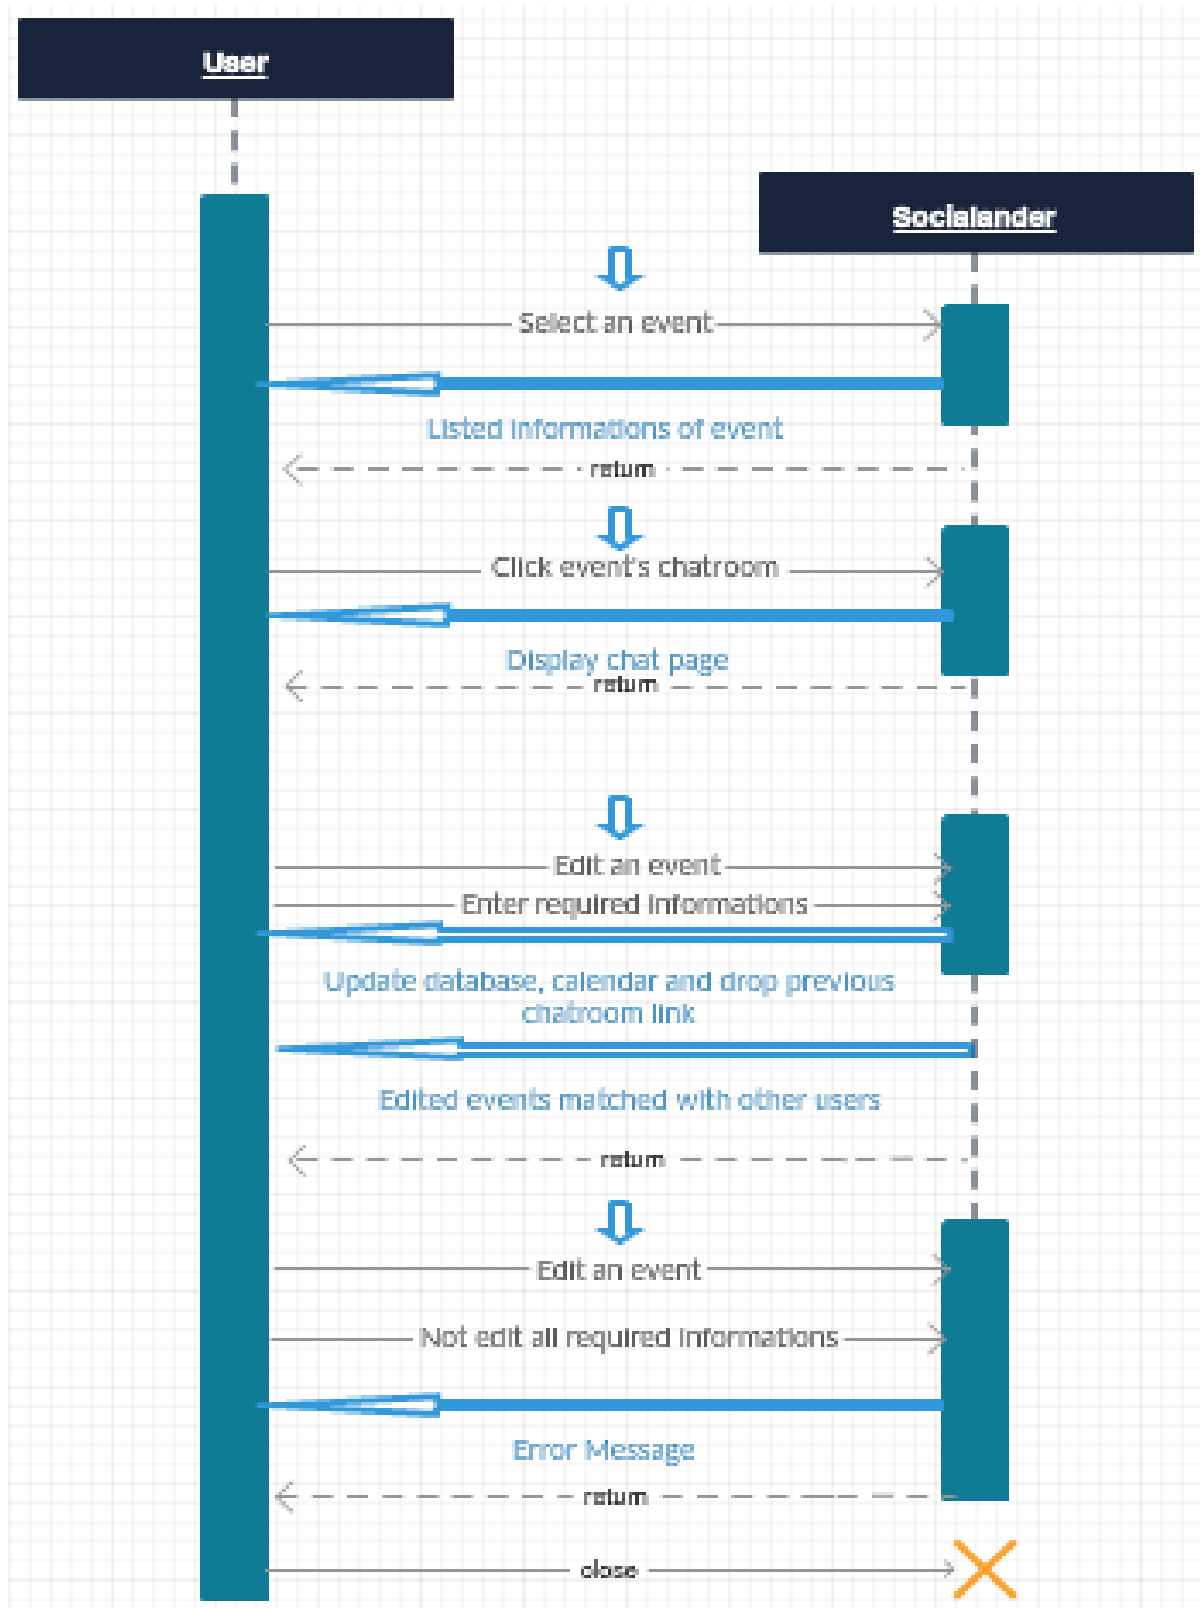 User
Socialander
Select an event
Listed informations of event
return
Click event's chatroom
Display chat page
return
Edit an event
Enter required informations
Update database, calendar and drop previous
chatroom link
Edited events matched with other users
return
Edit an event
Not edit all required informations
Error Message
return
close